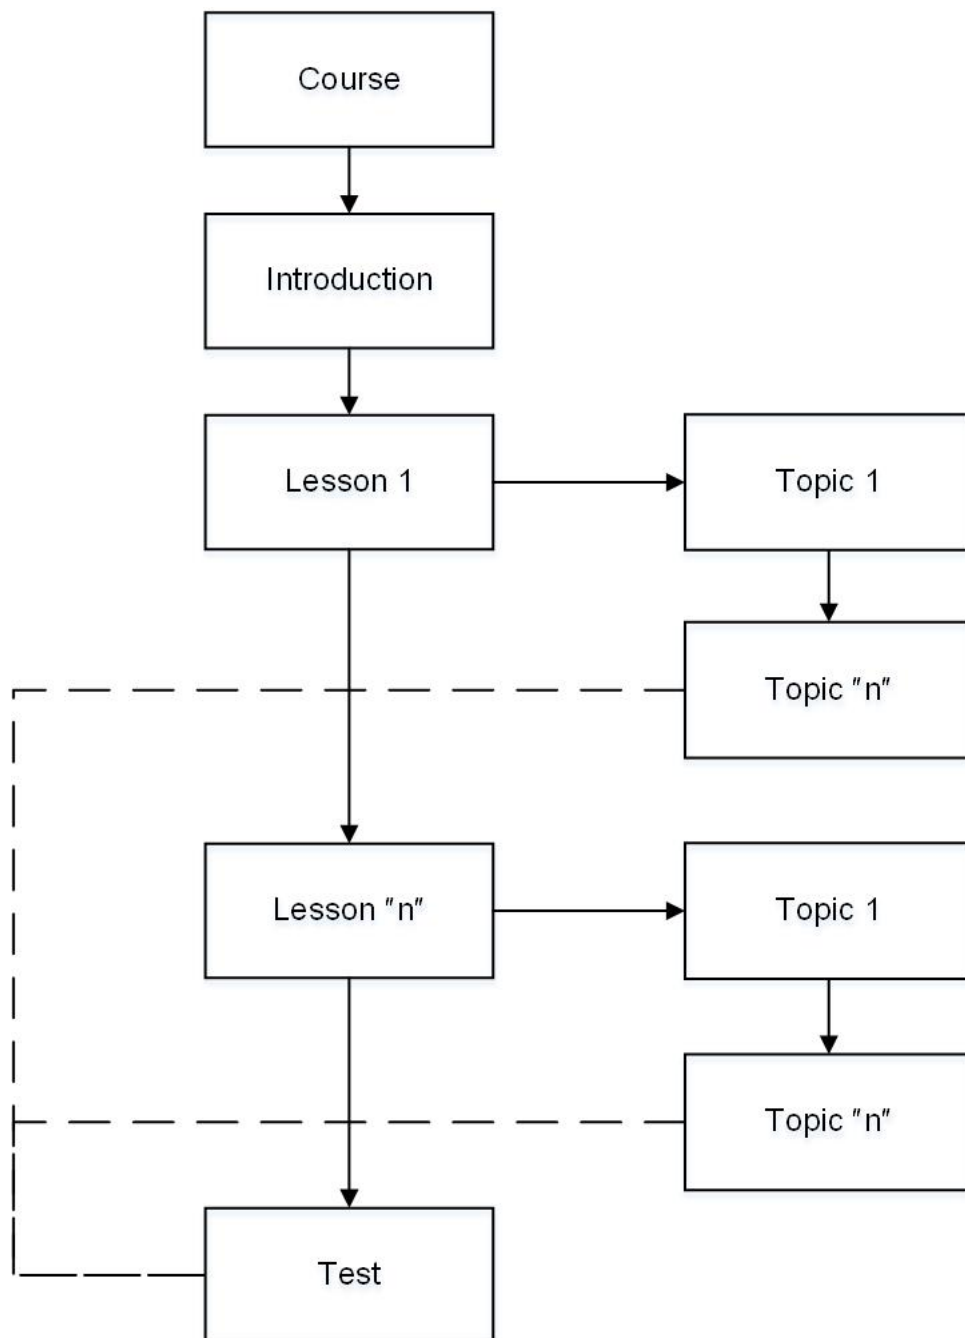 Course
Introduction
Lesson 1
Topic 1
Topic "n"
Lesson "n"
Topic 1
Topic "n"
Test